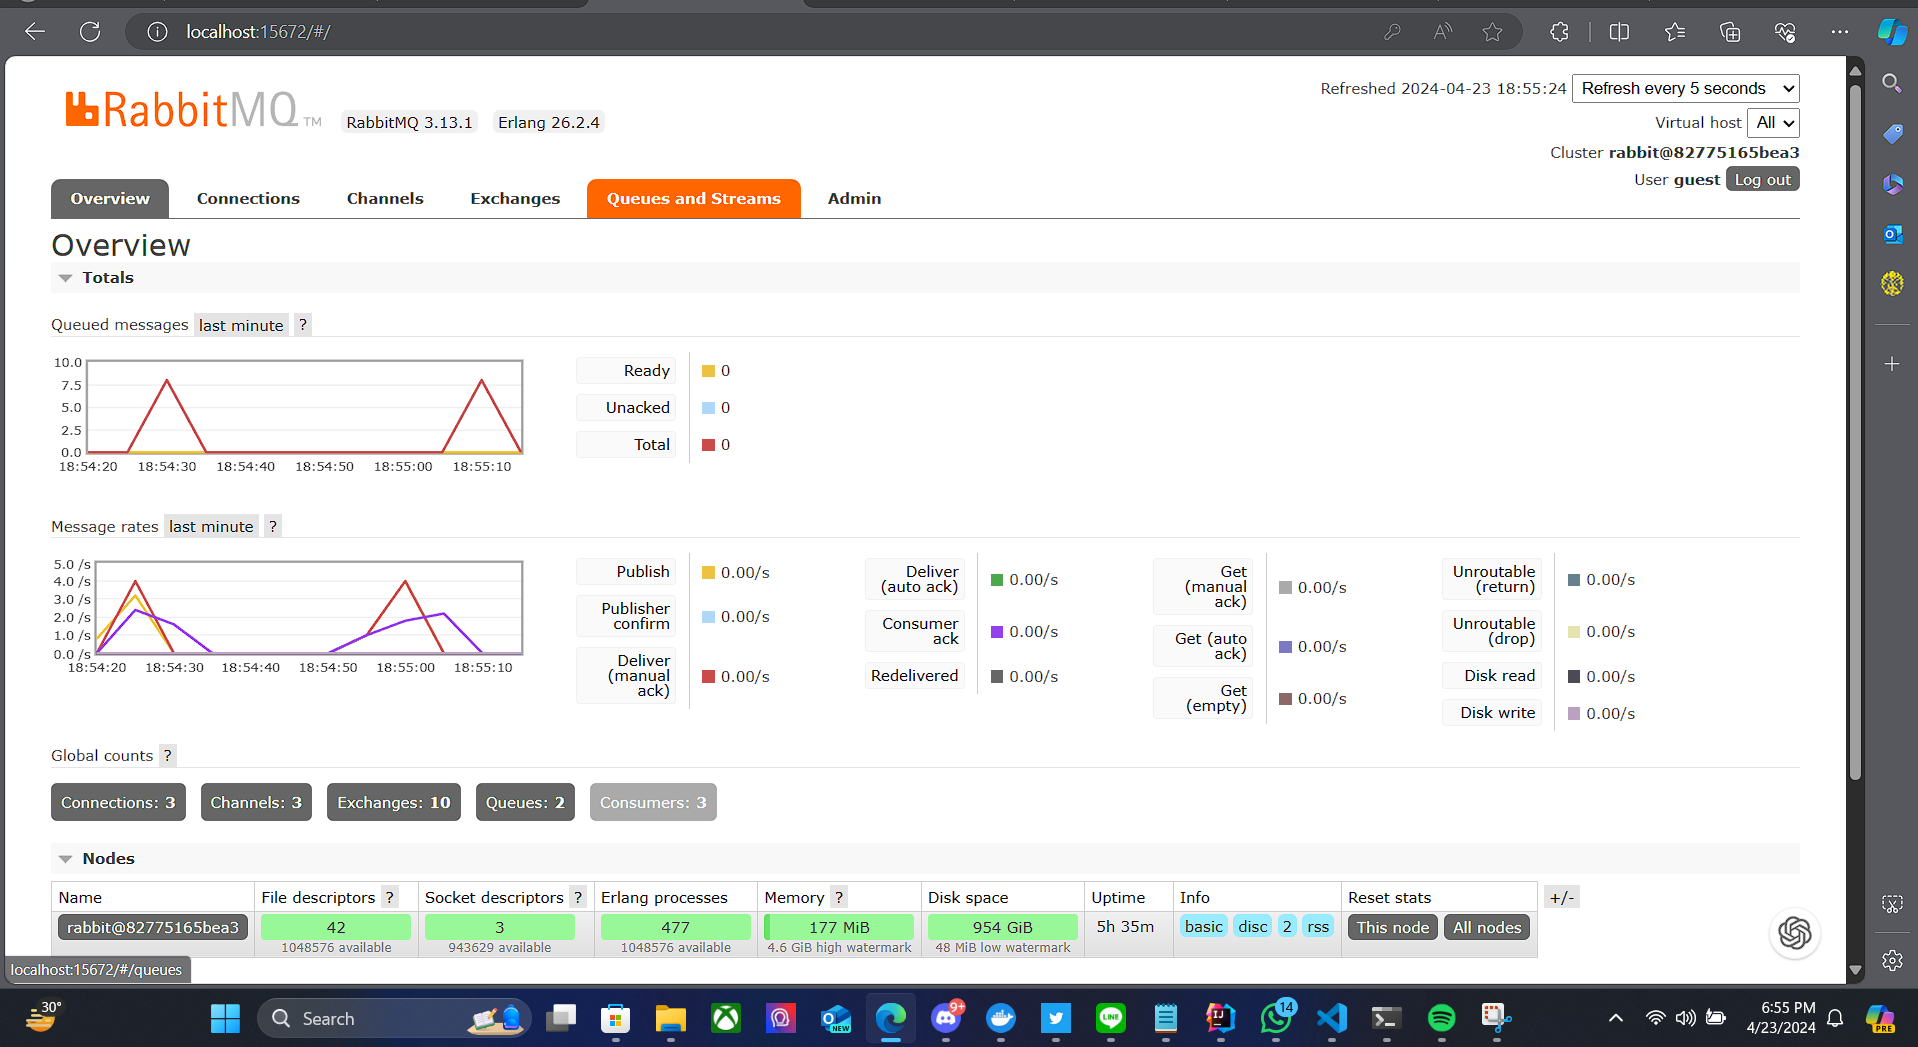 localhost:15672/#/
RabbitMQ TM
RabbitMQ 3.13.1 Erlang 26.2.4
Refreshed 2024-04-23 18:55:24 Refresh every 5 seconds
Virtual host All
Cluster rabbit@82775165bea3
User guest Log out
Overview Connections Channels Exchanges Queues and Streams Admin
Overview
Totals
Queued messages last minute ?
10.0
7.5
5.0
2.5
0.0
18:54:20 18:54:30 18:54:40 18:54:50 18:55:00 18:55:10
Ready 0
Unacked 0
Total 0
Message rates last minute ?
5.0 /s
4.0 /s
3.0 /s
2.0 /s
1.0 /s
0.0 /s
18:54:20 18:54:30 18:54:40 18:54:50 18:55:00 18:55:10
Publish 0.00/s
Publisher
confirm 0.00/s
Deliver
(manual
ack) 0.00/s
Deliver
(auto ack) 0.00/s
Consumer
ack 0.00/s
Redelivered 0.00/s
Get
(manual
ack) 0.00/s
Get (auto
ack) 0.00/s
Get
(empty) 0.00/s
Unroutable
(return) 0.00/s
Unroutable
(drop) 0.00/s
Disk read 0.00/s
Disk write 0.00/s
Global counts ?
Connections: 3 Channels: 3 Exchanges: 10 Queues: 2 Consumers: 3
Nodes
Name File descriptors ? Socket descriptors ? Erlang processes Memory ? Disk space Uptime Info Reset stats +/-
rabbit@82775165bea3 42 3 477 177 MiB 954 GiB 5h 35m basic disc 2 rss This node All nodes
1048576 available 943629 available 1048576 available 4.6 GiB high watermark 48 MiB low watermark
localhost:15672/#/queues
30°
Search
NEW
9+
LINE
IJ
14
6:55 PM
4/23/2024
PRE